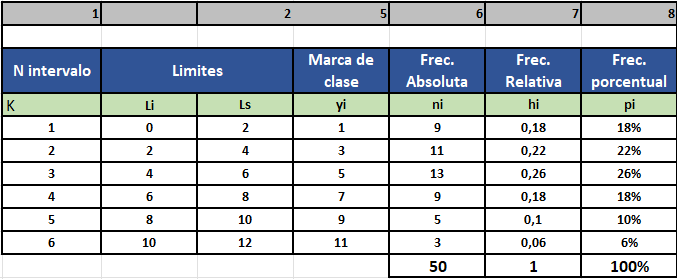 1 2 5 6 7 8
N intervalo Limites Marca de clase Frec. Absoluta Frec. Relativa Frec. porcentual
K Li Ls yi ni hi pi
1 0 2 1 9 0,18 18%
2 2 4 3 11 0,22 22%
3 4 6 5 13 0,26 26%
4 6 8 7 9 0,18 18%
5 8 10 9 5 0,1 10%
6 10 12 11 3 0,06 6%
50 1 100%